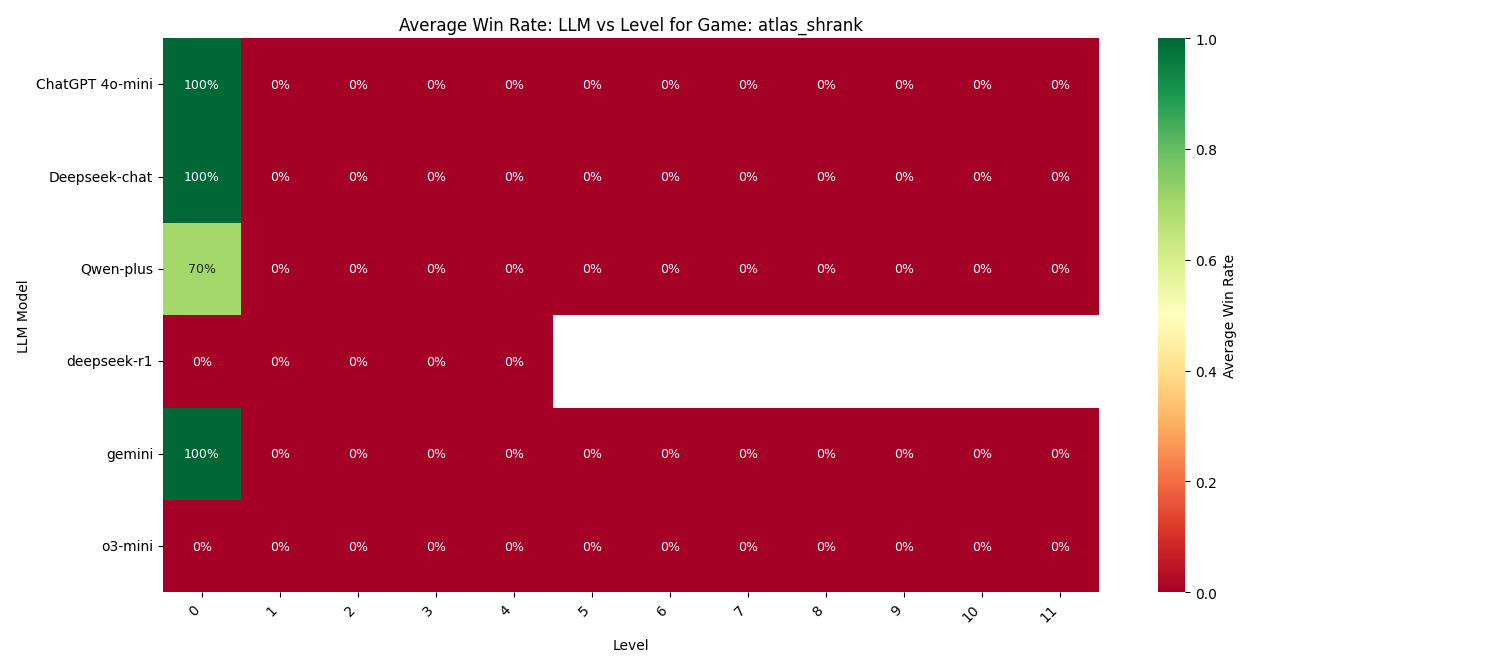 Average Win Rate: LLM vs Level for Game: atlas_shrank
LLM Model
ChatGPT 4o-mini 100% 0% 0% 0% 0% 0% 0% 0% 0% 0% 0% 0%
Deepseek-chat 100% 0% 0% 0% 0% 0% 0% 0% 0% 0% 0% 0%
Qwen-plus 70% 0% 0% 0% 0% 0% 0% 0% 0% 0% 0% 0%
deepseek-r1 0% 0% 0% 0% 0%
gemini 100% 0% 0% 0% 0% 0% 0% 0% 0% 0% 0% 0%
o3-mini 0% 0% 0% 0% 0% 0% 0% 0% 0% 0% 0% 0%
0 1 2 3 4 5 6 7 8 9 10 11
Level
1.0
0.8
0.6
0.4
0.2
0.0
Average Win Rate